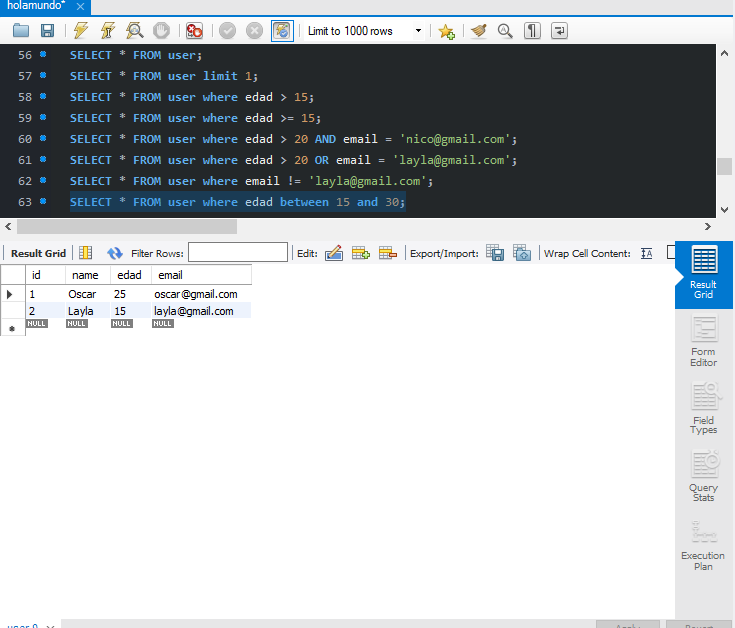 holamundo*
Limit to 1000 rows
56 SELECT * FROM user;
57 SELECT * FROM user limit 1;
58 SELECT * FROM user where edad > 15;
59 SELECT * FROM user where edad >= 15;
60 SELECT * FROM user where edad > 20 AND email = 'nico@gmail.com';
61 SELECT * FROM user where edad > 20 OR email = 'layla@gmail.com';
62 SELECT * FROM user where email != 'layla@gmail.com';
63 SELECT * FROM user where edad between 15 and 30;
Result Grid Filter Rows: Edit: Export/Import: Wrap Cell Content:
id name edad email
1 Oscar 25 oscar@gmail.com
2 Layla 15 layla@gmail.com
NULL NULL NULL NULL
Result
Grid
Form
Editor
Field
Types
Query
Stats
Execution
Plan
user 9 Apply Revert